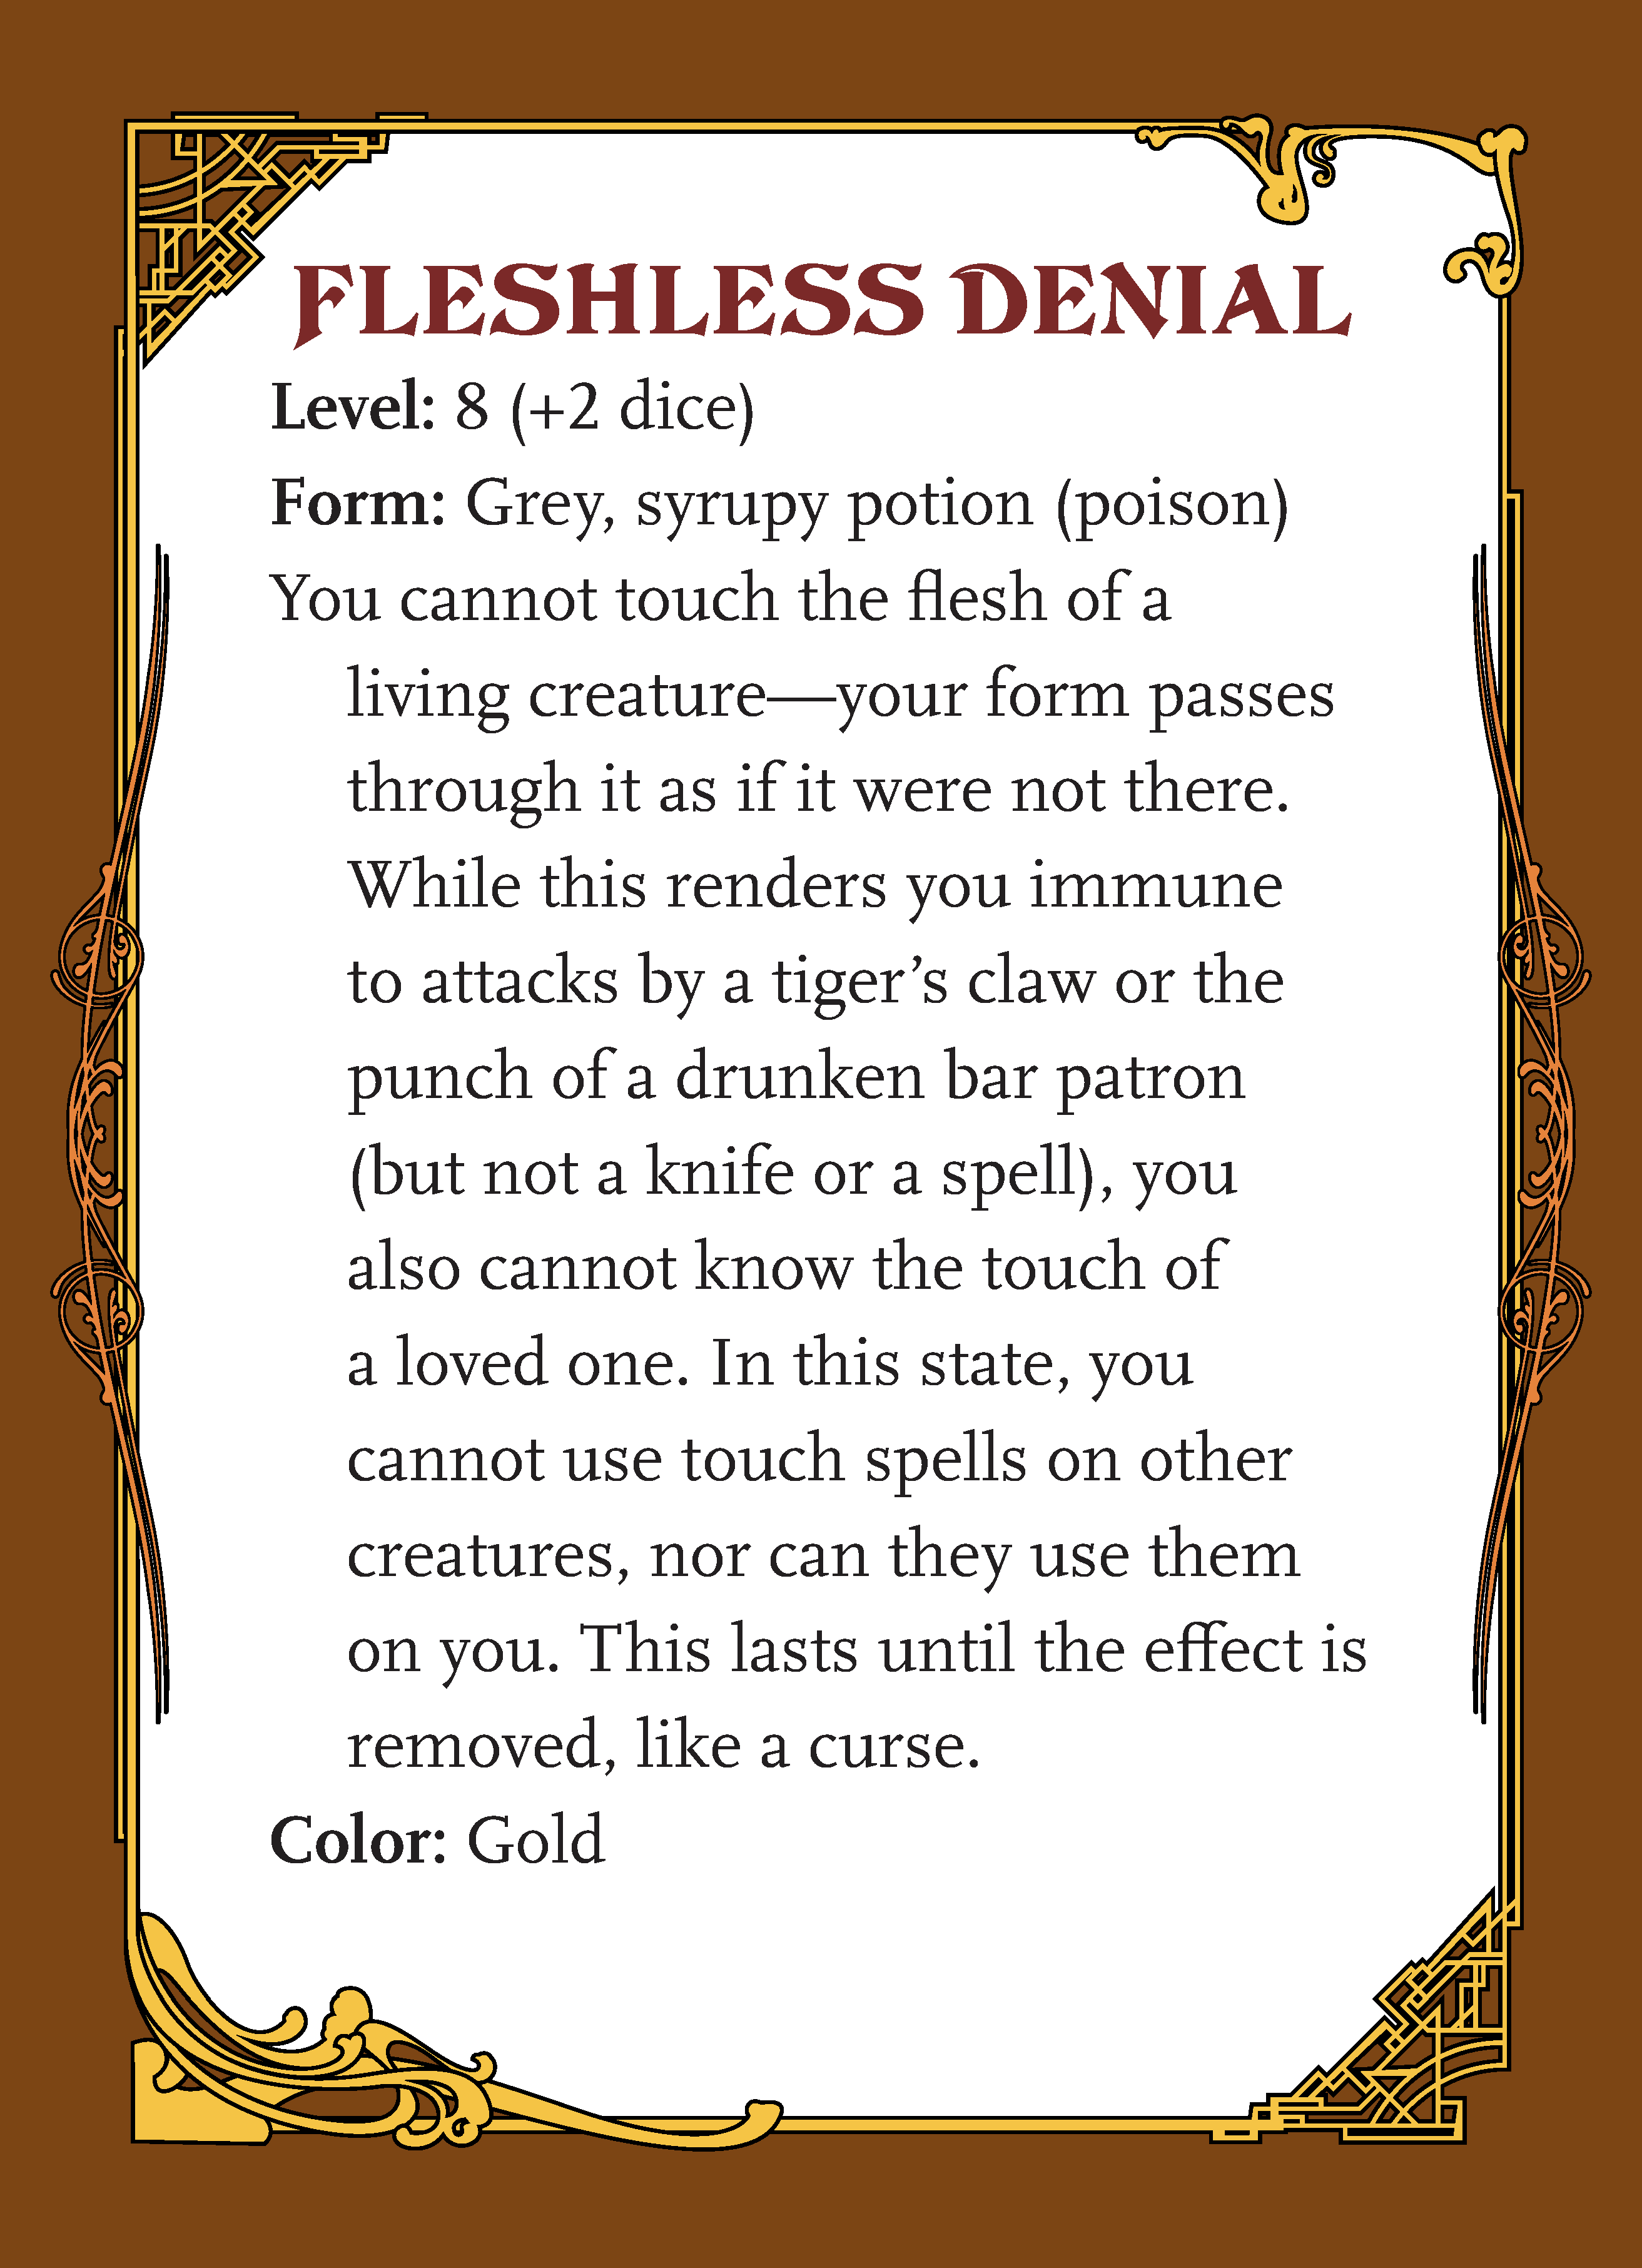 FLESHLESS DENIAL
Level: 8 (+2 dice)
Form: Grey, syrupy potion (poison)
You cannot touch the flesh of a
living creature—your form passes
through it as if it were not there.
While this renders you immune
to attacks by a tiger’s claw or the
punch of a drunken bar patron
(but not a knife or a spell), you
also cannot know the touch of
a loved one. In this state, you
cannot use touch spells on other
creatures, nor can they use them
on you. This lasts until the effect is
removed, like a curse.
Color: Gold